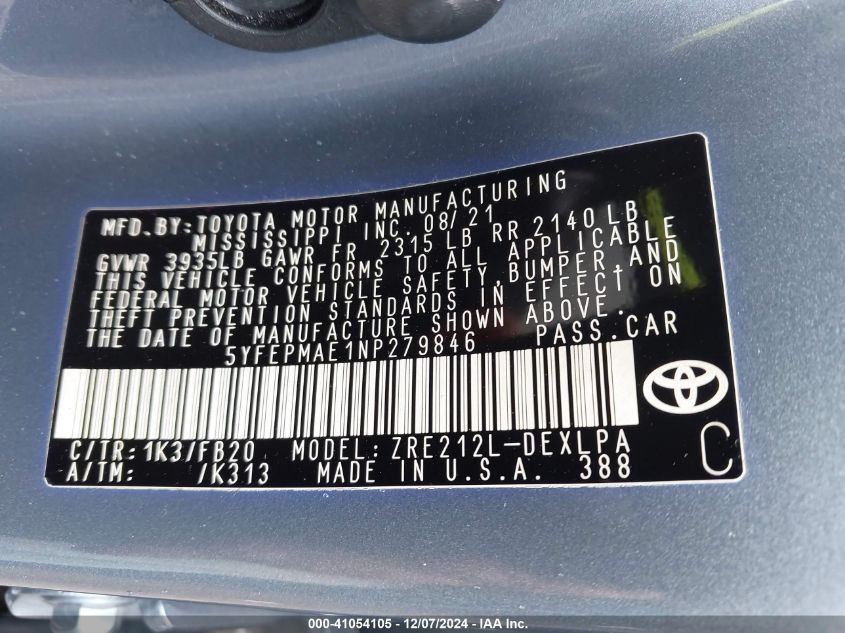 MFD.BY:TOYOTA MOTOR MANUFACTURING
MISSISSIPPI INC. 08/21
GVWR 3935LB GAWR FR 2315 LB RR 2140 LB
THIS VEHICLE CONFORMS TO ALL APPLICABLE
FEDERAL MOTOR VEHICLE SAFETY,BUMPER AND
THEFT PREVENTION STANDARDS IN EFFECT ON
THE DATE OF MANUFACTURE SHOWN ABOVE.
5YFEPMAE1NP279846 PASS.CAR
C/TR: 1K3/FB20 MODEL: ZRE212L-DEXLPA
A/TM: /K313 MADE IN U.S.A. 388 C
000-41054105 - 12/07/2024 - IAA Inc.